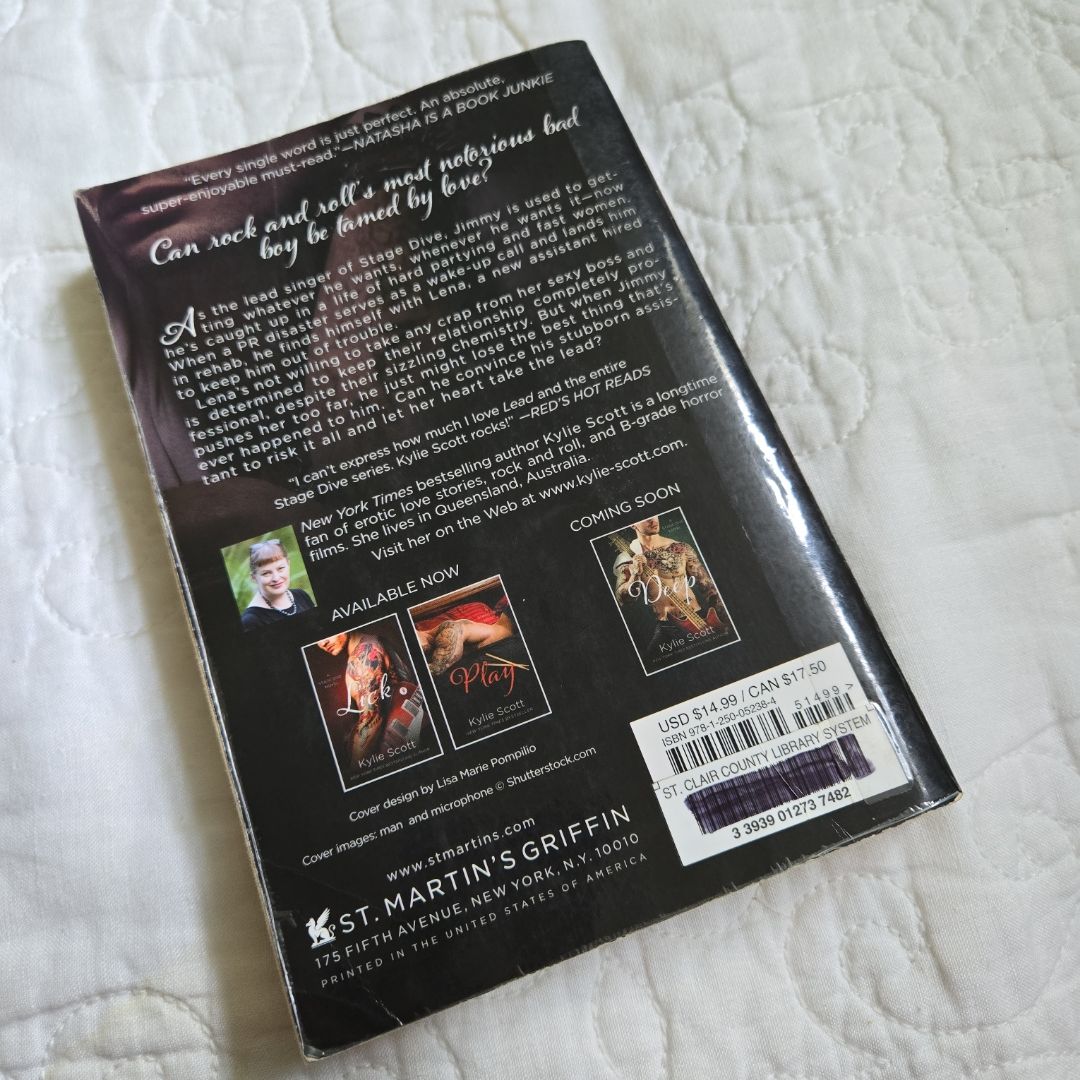 "Every single word is just perfect. An absolute,
super-enjoyable must-read."—NATASHA IS A BOOK JUNKIE
Can rock and roll's most notorious bad
boy be tamed by love?
As the lead singer of Stage Dive, Jimmy is used to get-
ting whatever he wants, whenever he wants it—now
he's caught up in a life of hard partying and fast women.
When a PR disaster serves as a wake-up call and lands him
in rehab, he finds himself with Lena, a new assistant hired
to keep him out of trouble.
Lena's not willing to take any crap from her sexy boss and
is determined to keep their relationship completely pro-
fessional, despite their sizzling chemistry. But when Jimmy
pushes her too far, he just might lose the best thing that's
ever happened to him. Can he convince his stubborn assis-
tant to risk it all and let her heart take the lead?
"I can't express how much I love Lead and the entire
Stage Dive series. Kylie Scott rocks!" —RED'S HOT READS
New York Times bestselling author Kylie Scott is a longtime
fan of erotic love stories, rock and roll, and B-grade horror
films. She lives in Queensland, Australia.
Visit her on the Web at www.kylie-scott.com.
AVAILABLE NOW
COMING SOON
Lick
Kylie Scott
Play
Kylie Scott
Deep
Kylie Scott
Cover design by Lisa Marie Pompilio
Cover images: man and microphone © Shutterstock.com
www.stmartins.com
ST. MARTIN'S GRIFFIN
175 FIFTH AVENUE, NEW YORK, N.Y. 10010
PRINTED IN THE UNITED STATES OF AMERICA
USD $14.99 / CAN $17.50
ISBN 978-1-250-05238-4
51499>
ST. CLAIR COUNTY LIBRARY SYSTEM
3 3939 01273 7482